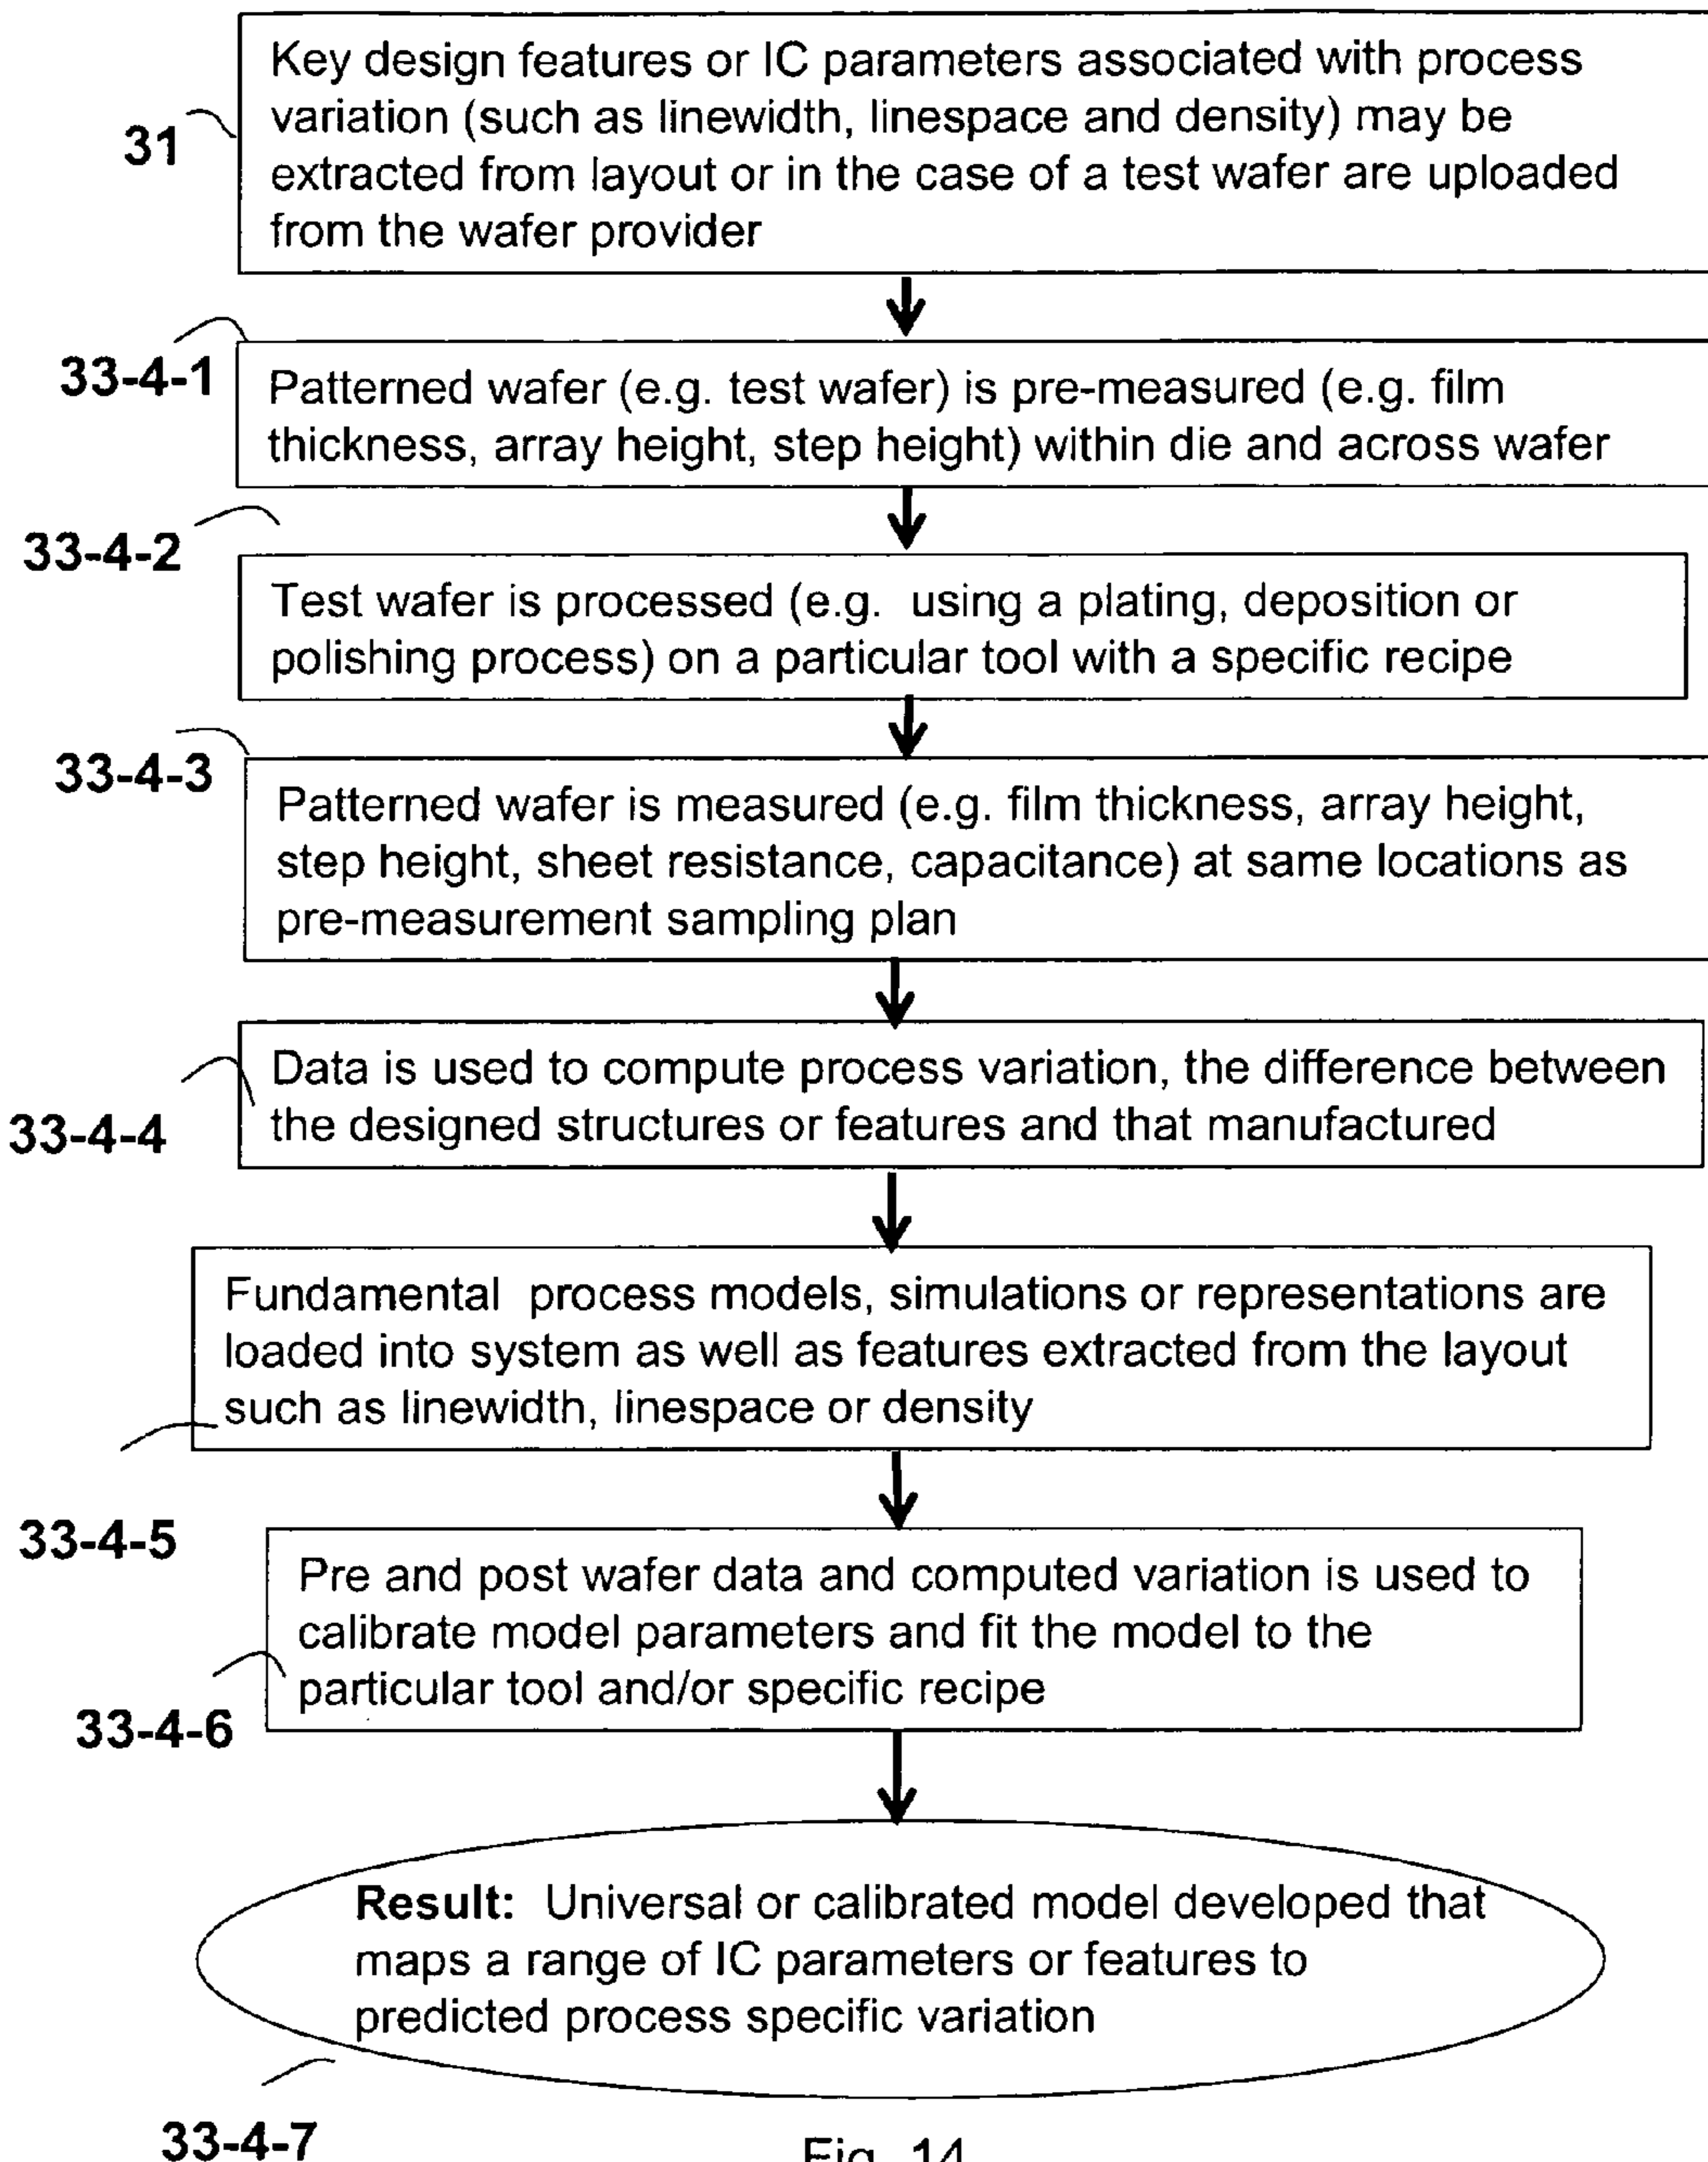 Key design features or IC parameters associated with process
variation (such as linewidth, linespace and density) may be
31
extracted from layout or in the case of a test wafer are uploaded
from the wafer provider
33-4-1
Patterned wafer (e.g. test wafer) is pre-measured (e.g. film
thickness, array height, step height) within die and across wafer
33-4-2
Test wafer is processed (e.g. using a plating, deposition or
polishing process) on a particular tool with a specific recipe
33-4-3
Patterned wafer is measured (e.g. film thickness, array height,
step height, sheet resistance, capacitance) at same locations as
pre-measurement sampling plan
Data is used to compute process variation, the difference between
the designed structures or features and that manufactured
33-4-4
Fundamental process models, simulations or representations are
loaded into system as well as features extracted from the layout
such as linewidth, linespace or density
33-4-5
Pre and post wafer data and computed variation is used to
calibrate model parameters and fit the model to the
particular tool and/or specific recipe
33-4-6
Result: Universal or calibrated model developed that
maps a range of IC parameters or features to
predicted process specific variation
33-4-7
Fig. 14